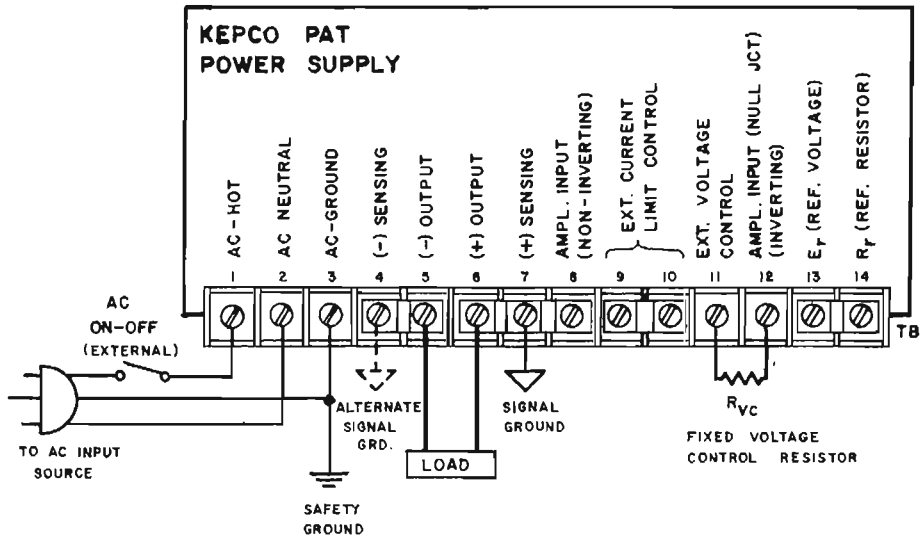 KEPCO PAT
POWER SUPPLY
AC-HOT
AC NEUTRAL
AC-GROUND
(-) SENSING
(-) OUTPUT
(+) OUTPUT
(+) SENSING
AMPL. INPUT
(NON-INVERTING)
EXT. CURRENT
LIMIT CONTROL
EXT. VOLTAGE
CONTROL
AMPL. INPUT (NULL JCT)
(INVERTING)
Er (REF. VOLTAGE)
Rr (REF. RESISTOR)
1 2 3 4 5 6 7 8 9 10 11 12 13 14
TB
AC
ON-OFF
(EXTERNAL)
TO AC INPUT
SOURCE
SAFETY
GROUND
ALTERNATE
SIGNAL
GRD.
LOAD
SIGNAL
GROUND
RVC
FIXED VOLTAGE
CONTROL RESISTOR